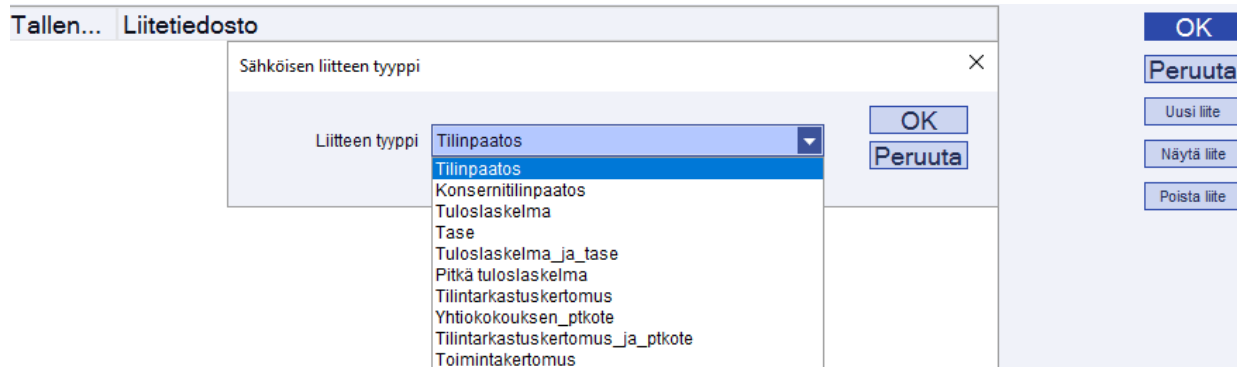 Tallen... Liitetiedosto
OK
Sähköisen liitteen tyyppi
Peruuta
Uusi liite
Liitteen tyyppi Tilinpaatos
OK
Peruuta
Näytä liite
Tilinpaatos
Konsernitilinpaatos
Poista liite
Tuloslaskelma
Tase
Tuloslaskelma_ja_tase
Pitkä tuloslaskelma
Tilintarkastuskertomus
Yhtiokokouksen_ptkote
Tilintarkastuskertomus_ja_ptkote
Toimintakertomus